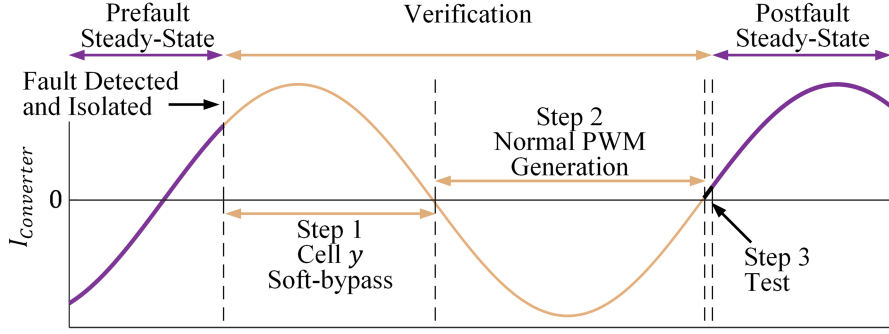 Prefault
Steady-State
Verification
Postfault
Steady-State
Fault Detected
and Isolated
Step 2
Normal PWM
Generation
0
I_Converter
Step 1
Cell y
Soft-bypass
Step 3
Test